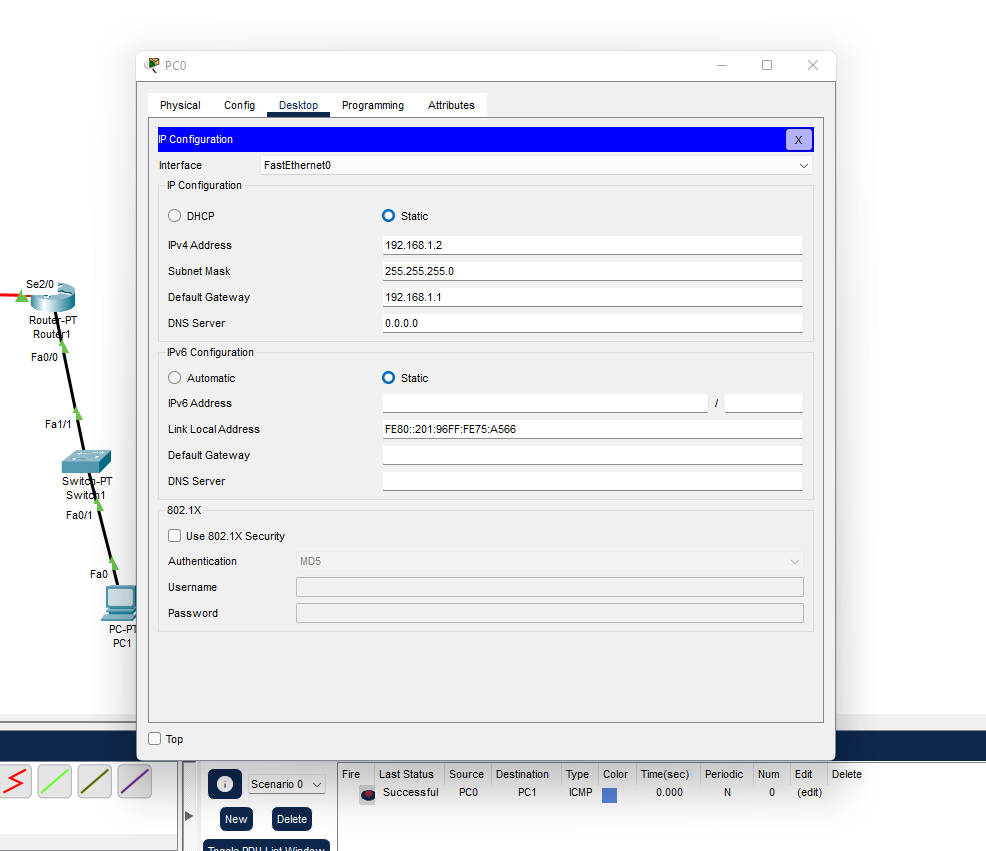 PC0
Physical Config Desktop Programming Attributes
IP Configuration X
Interface FastEthernet0
IP Configuration
DHCP Static
IPv4 Address 192.168.1.2
Subnet Mask 255.255.255.0
Default Gateway 192.168.1.1
DNS Server 0.0.0.0
IPv6 Configuration
Automatic Static
IPv6 Address /
Link Local Address FE80::201:96FF:FE75:A566
Default Gateway
DNS Server
802.1X
Use 802.1X Security
Authentication MD5
Username
Password
Top
Se2/0
Router-PT
Router1
Fa0/0
Fa1/1
Switch-PT
Switch1
Fa0/1
Fa0
PC-PT
PC1
Scenario 0
New Delete
Toggle PDU List Window
Fire Last Status Source Destination Type Color Time(sec) Periodic Num Edit Delete
Successful PC0 PC1 ICMP 0.000 N 0 (edit)